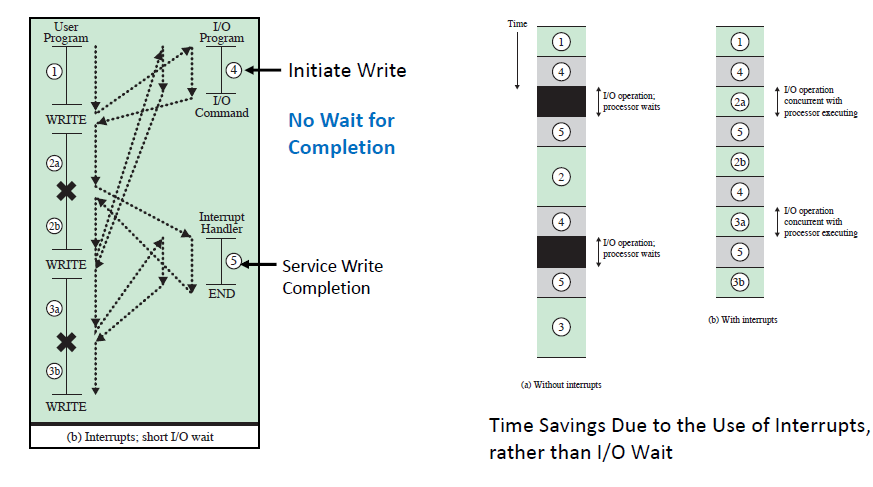 User
Program
I/O
Program
1
4
Initiate Write
I/O
Command
WRITE
No Wait for
Completion
2a
2b
Interrupt
Handler
WRITE
5
Service Write
Completion
END
3a
3b
WRITE
(b) Interrupts; short I/O wait
Time
1
4
I/O operation;
processor waits
5
2
4
I/O operation;
processor waits
5
3
(a) Without interrupts
1
4
2a
I/O operation
concurrent with
processor executing
5
2b
4
3a
I/O operation
concurrent with
processor executing
5
3b
(b) With interrupts
Time Savings Due to the Use of Interrupts,
rather than I/O Wait